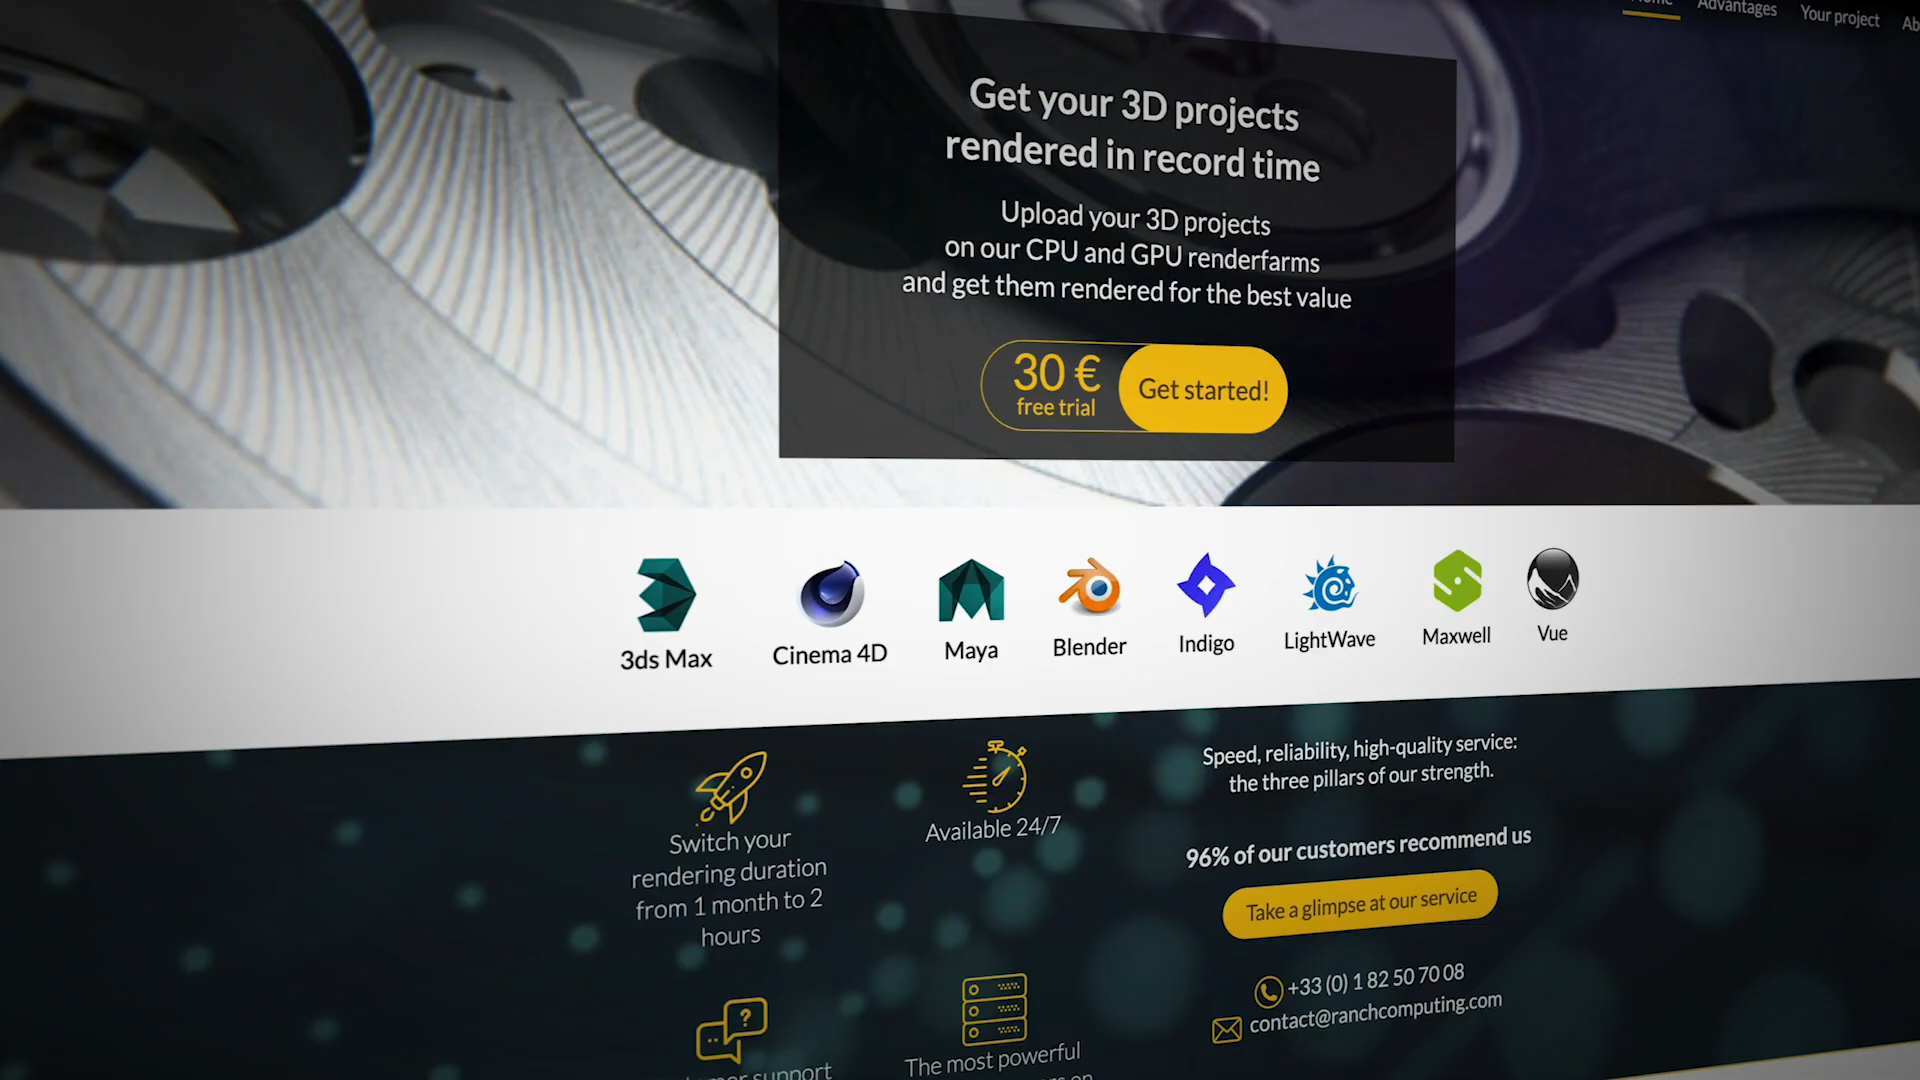 Home
Advantages
Your project
Get your 3D projects
rendered in record time
Upload your 3D projects
on our CPU and GPU renderfarms
and get them rendered for the best value
30 €
free trial
Get started!
3ds Max
Cinema 4D
Maya
Blender
Indigo
LightWave
Maxwell
Vue
Switch your
rendering duration
from 1 month to 2
hours
Available 24/7
Speed, reliability, high-quality service:
the three pillars of our strength.
96% of our customers recommend us
Take a glimpse at our service
+33 (0) 1 82 50 70 08
contact@ranchcomputing.com
support
The most powerful